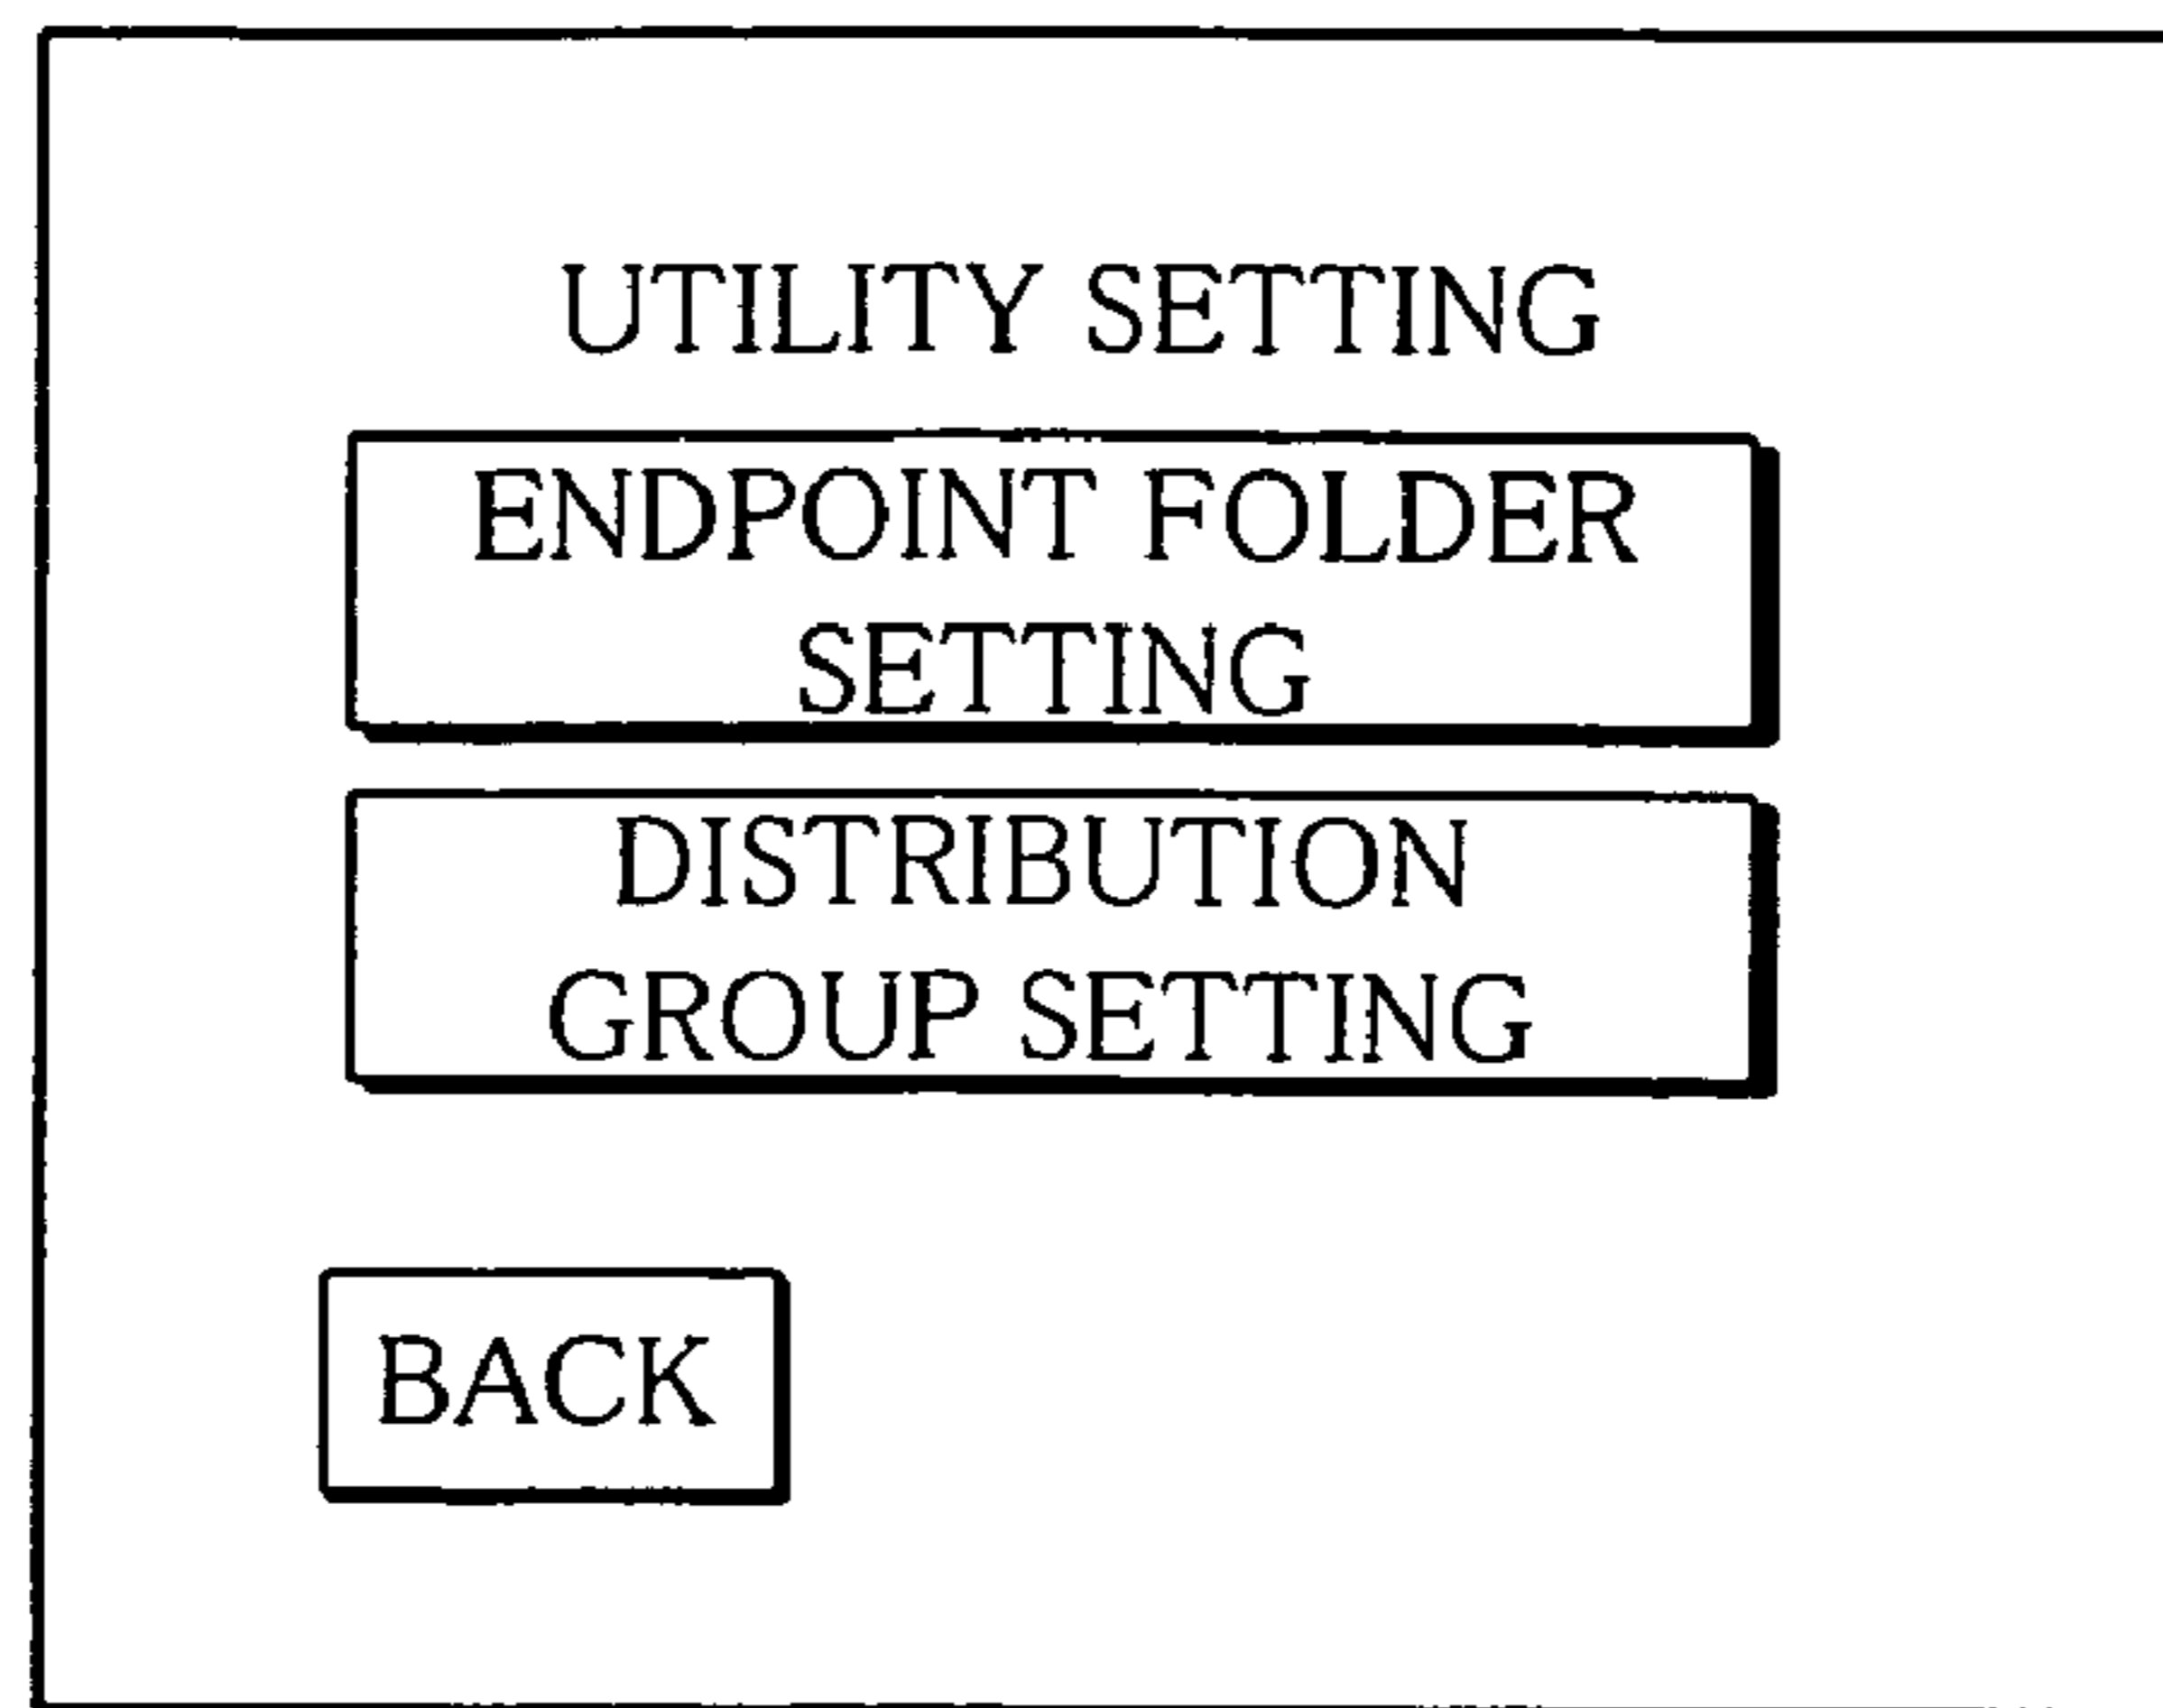 UTILITY SETTING
ENDPOINT FOLDER
SETTING
DISTRIBUTION
GROUP SETTING
BACK